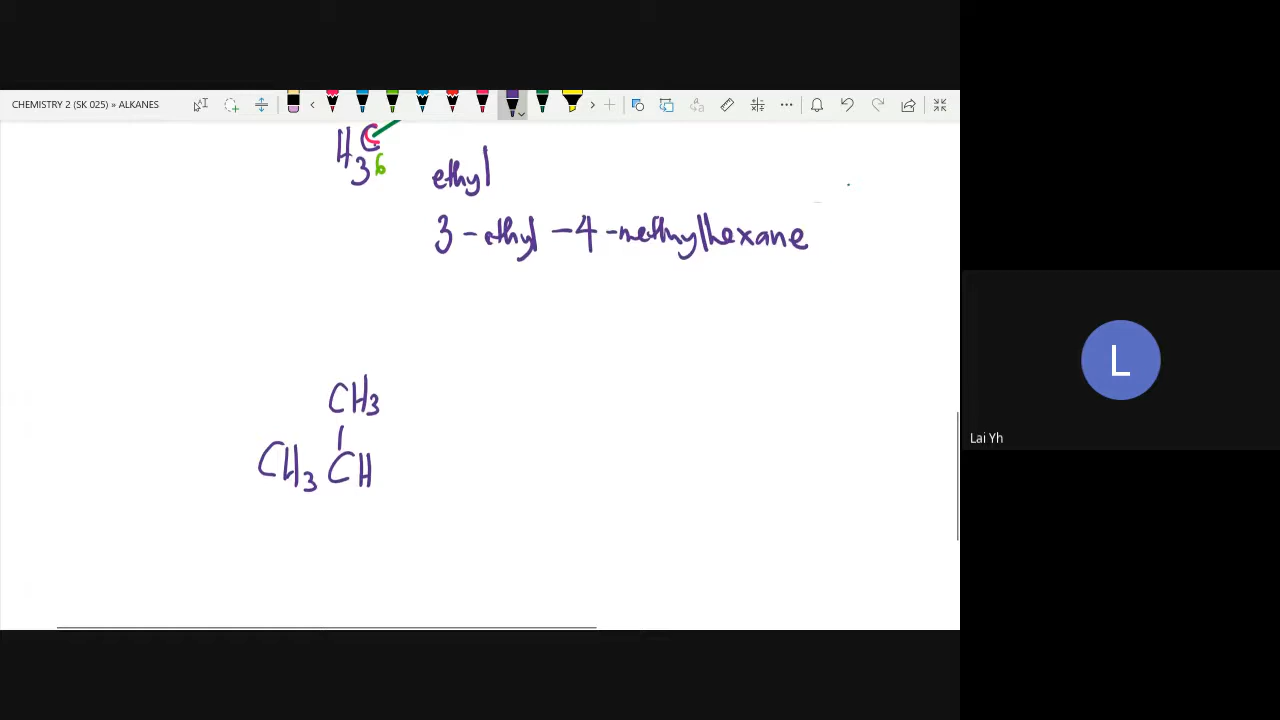 CHEMISTRY 2 (SK 025) » ALKANES
H3C
6
ethyl
3-ethyl-4-methylhexane
CH3
CH3 CH
L
Lai Yh